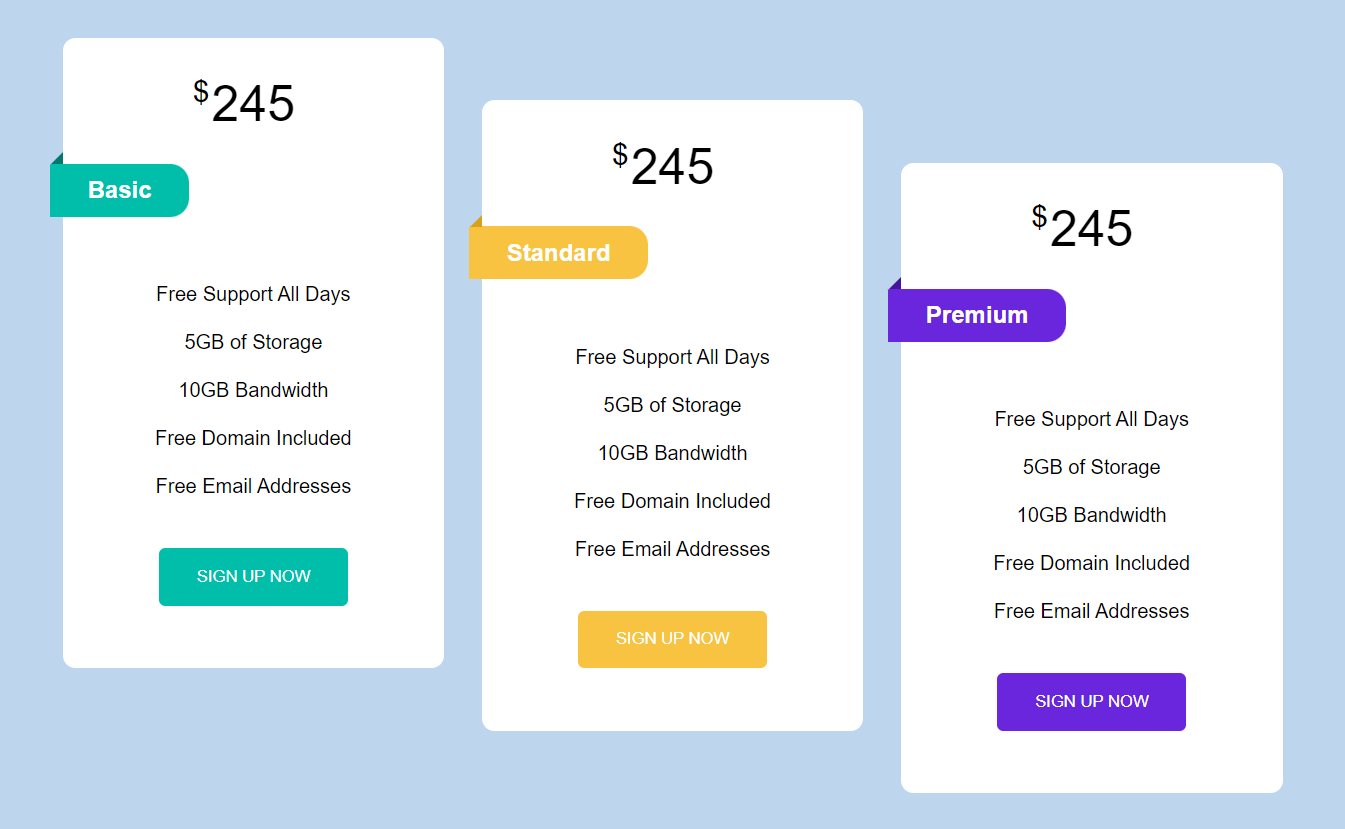 $245
Basic
Free Support All Days
5GB of Storage
10GB Bandwidth
Free Domain Included
Free Email Addresses
SIGN UP NOW
$245
Standard
Free Support All Days
5GB of Storage
10GB Bandwidth
Free Domain Included
Free Email Addresses
SIGN UP NOW
$245
Premium
Free Support All Days
5GB of Storage
10GB Bandwidth
Free Domain Included
Free Email Addresses
SIGN UP NOW